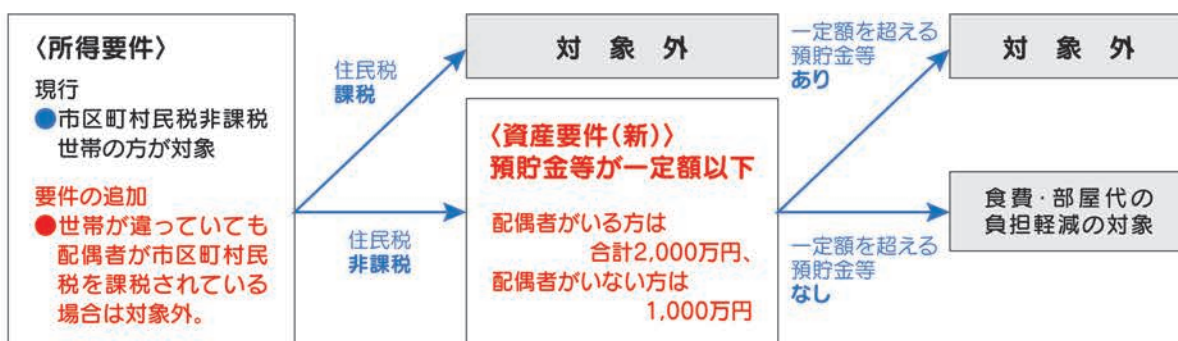 〈所得要件〉
現行
●市区町村民税非課税
世帯の方が対象
要件の追加
●世帯が違っていても
配偶者が市区町村民
税を課税されている
場合は対象外。
住民税
課税
住民税
非課税
対象外
〈資産要件(新)〉
預貯金等が一定額以下
配偶者がいる方は
合計2,000万円、
配偶者がいない方は
1,000万円
一定額を超える
預貯金等
あり
一定額を超える
預貯金等
なし
対象外
食費・部屋代の
負担軽減の対象